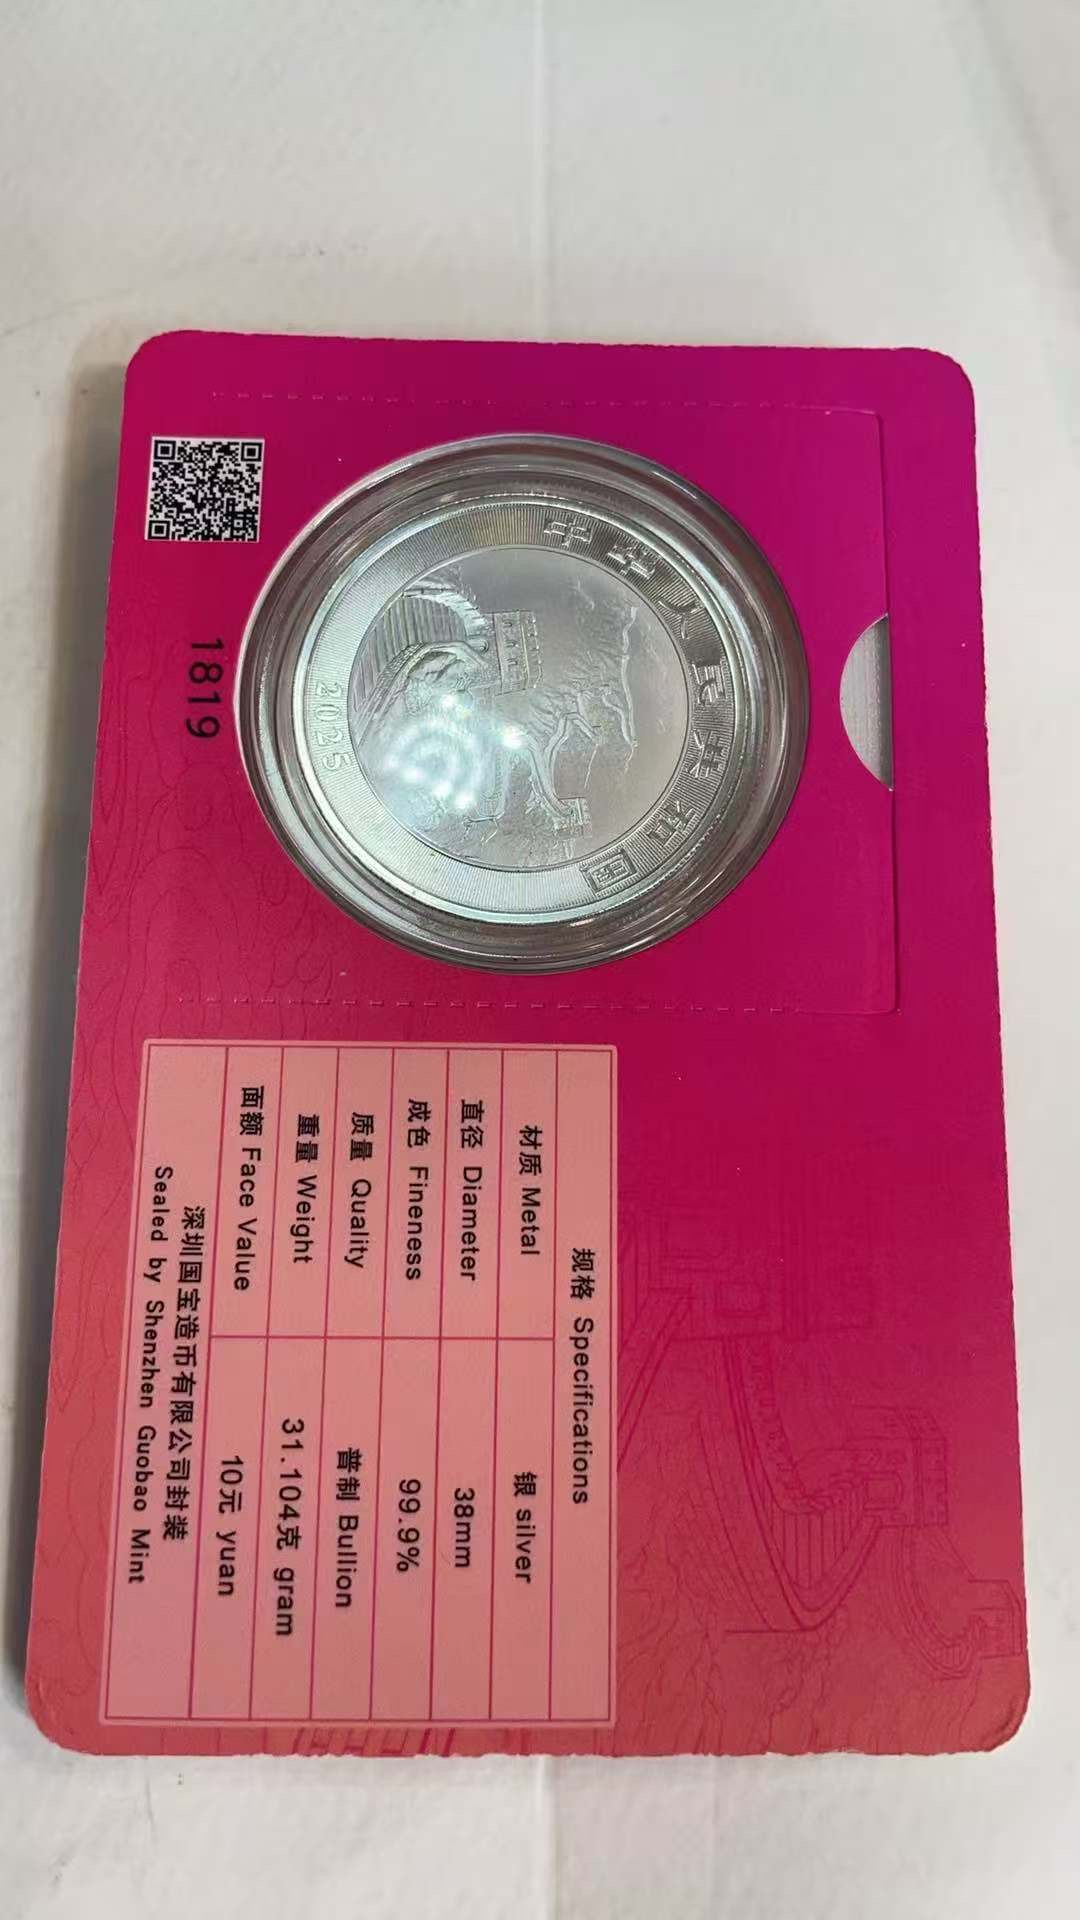 中华人民共和国
2025
1819
规格 Specifications
材质 Metal 银 silver
直径 Diameter 38mm
成色 Fineness 99.9%
质量 Quality 普制 Bullion
重量 Weight 31.104克 gram
面额 Face Value 10元 yuan
深圳国宝造币有限公司封装
Sealed by Shenzhen Guobao Mint